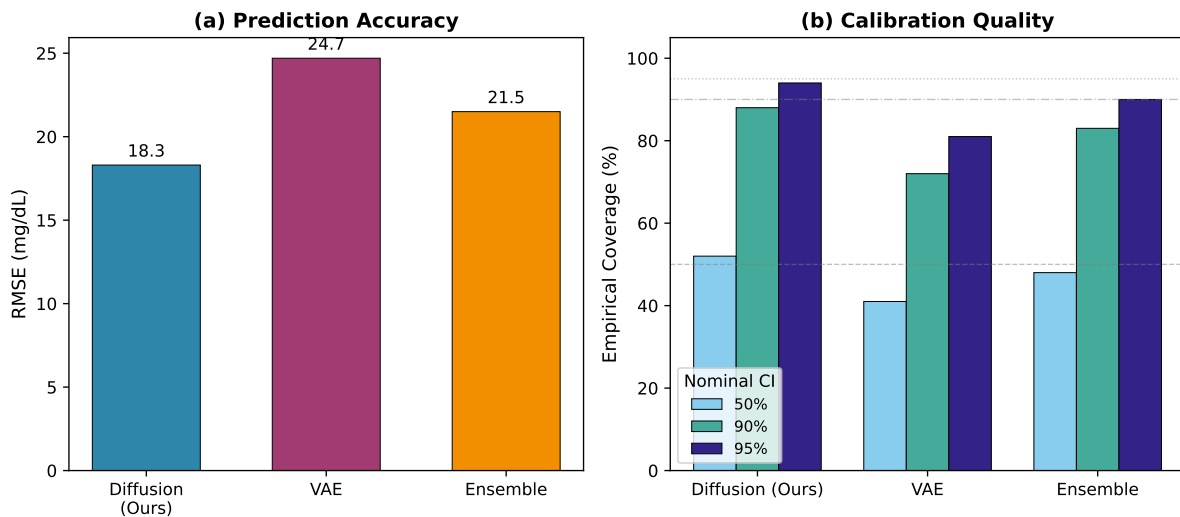 (a) Prediction Accuracy
RMSE (mg/dL)
25
20
15
10
5
0
18.3
24.7
21.5
Diffusion
(Ours)
VAE
Ensemble
(b) Calibration Quality
Empirical Coverage (%)
100
80
60
40
20
0
Nominal CI
50%
90%
95%
Diffusion (Ours)
VAE
Ensemble